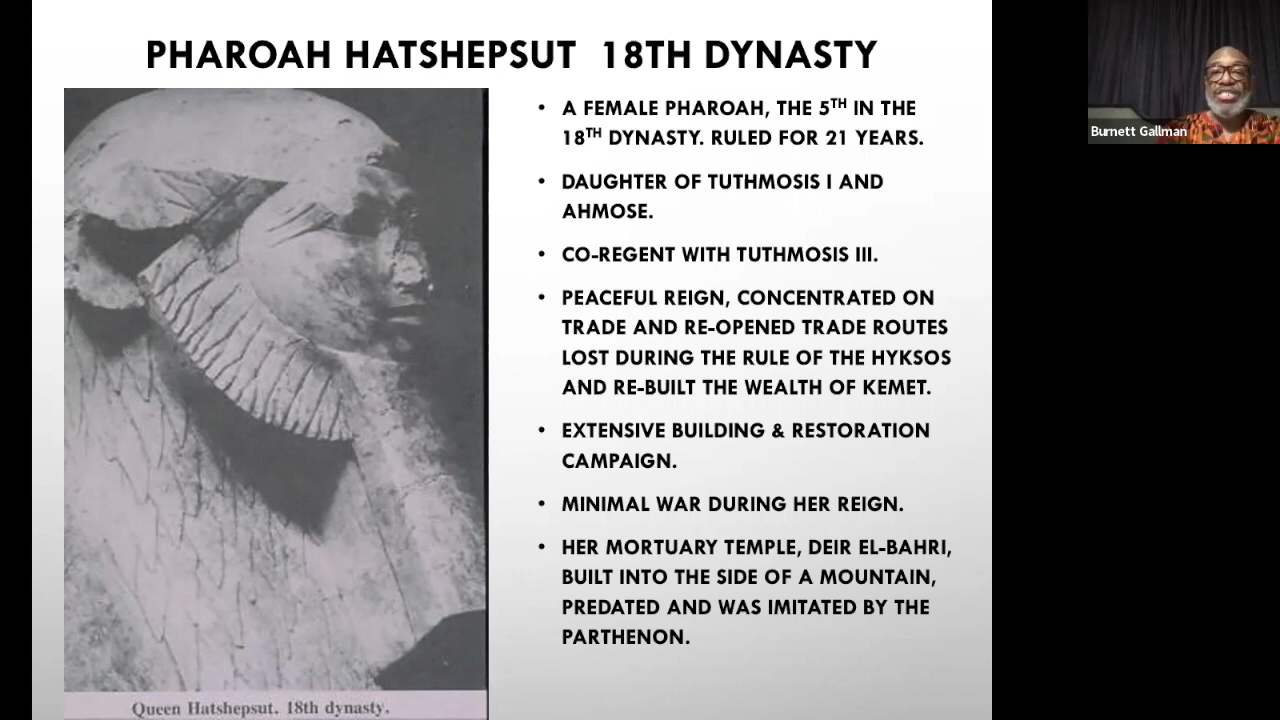 PHAROAH HATSHEPSUT 18TH DYNASTY
• A FEMALE PHAROAH, THE 5TH IN THE
18TH DYNASTY. RULED FOR 21 YEARS.
• DAUGHTER OF TUTHMOSIS I AND
AHMOSE.
• CO-REGENT WITH TUTHMOSIS III.
• PEACEFUL REIGN, CONCENTRATED ON
TRADE AND RE-OPENED TRADE ROUTES
LOST DURING THE RULE OF THE HYKSOS
AND RE-BUILT THE WEALTH OF KEMET.
• EXTENSIVE BUILDING & RESTORATION
CAMPAIGN.
• MINIMAL WAR DURING HER REIGN.
• HER MORTUARY TEMPLE, DEIR EL-BAHRI,
BUILT INTO THE SIDE OF A MOUNTAIN,
PREDATED AND WAS IMITATED BY THE
PARTHENON.
Queen Hatshepsut. 18th dynasty.
Burnett Gallman